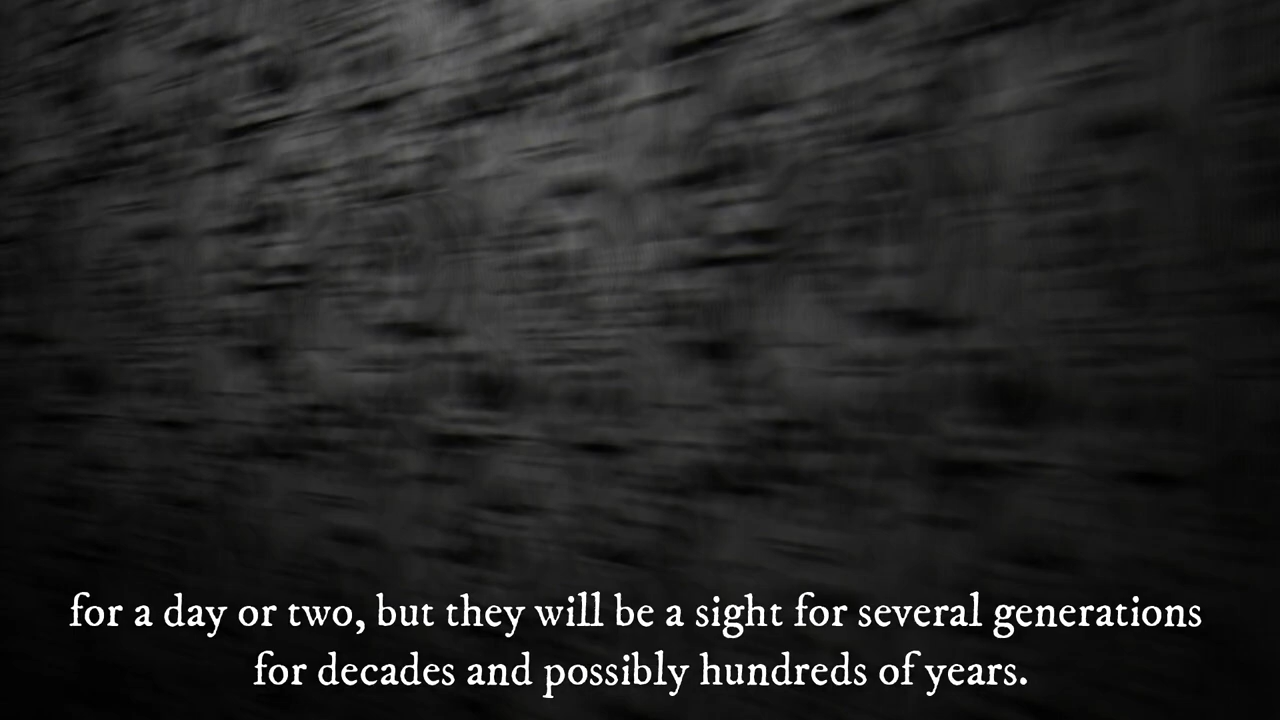 for a day or two, but they will be a sight for several generations
for decades and possibly hundreds of years.